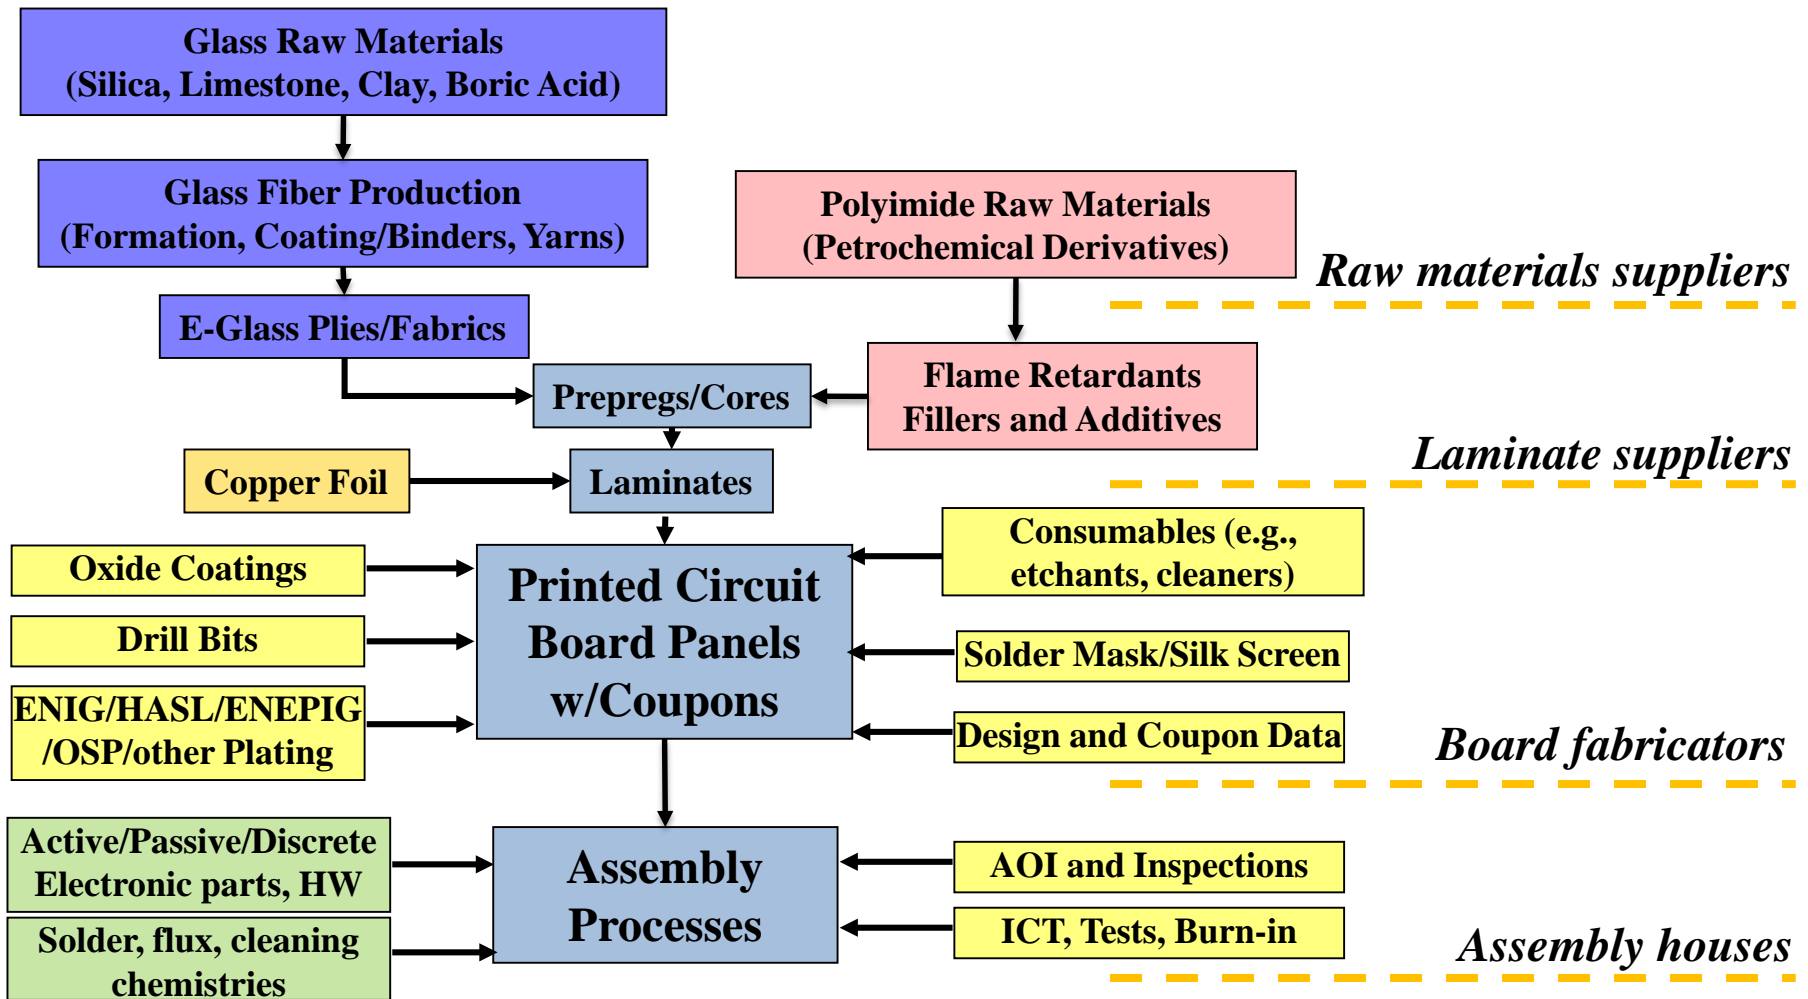 Glass Raw Materials
(Silica, Limestone, Clay, Boric Acid)
Glass Fiber Production
(Formation, Coating/Binders, Yarns)
Polyimide Raw Materials
(Petrochemical Derivatives)
Raw materials suppliers
E-Glass Plies/Fabrics
Prepregs/Cores
Flame Retardants
Fillers and Additives
Laminate suppliers
Copper Foil
Laminates
Oxide Coatings
Drill Bits
ENIG/HASL/ENEPIG
/OSP/other Plating
Printed Circuit
Board Panels
w/Coupons
Consumables (e.g.,
etchants, cleaners)
Solder Mask/Silk Screen
Design and Coupon Data
Board fabricators
Active/Passive/Discrete
Electronic parts, HW
Solder, flux, cleaning
chemistries
Assembly
Processes
AOI and Inspections
ICT, Tests, Burn-in
Assembly houses